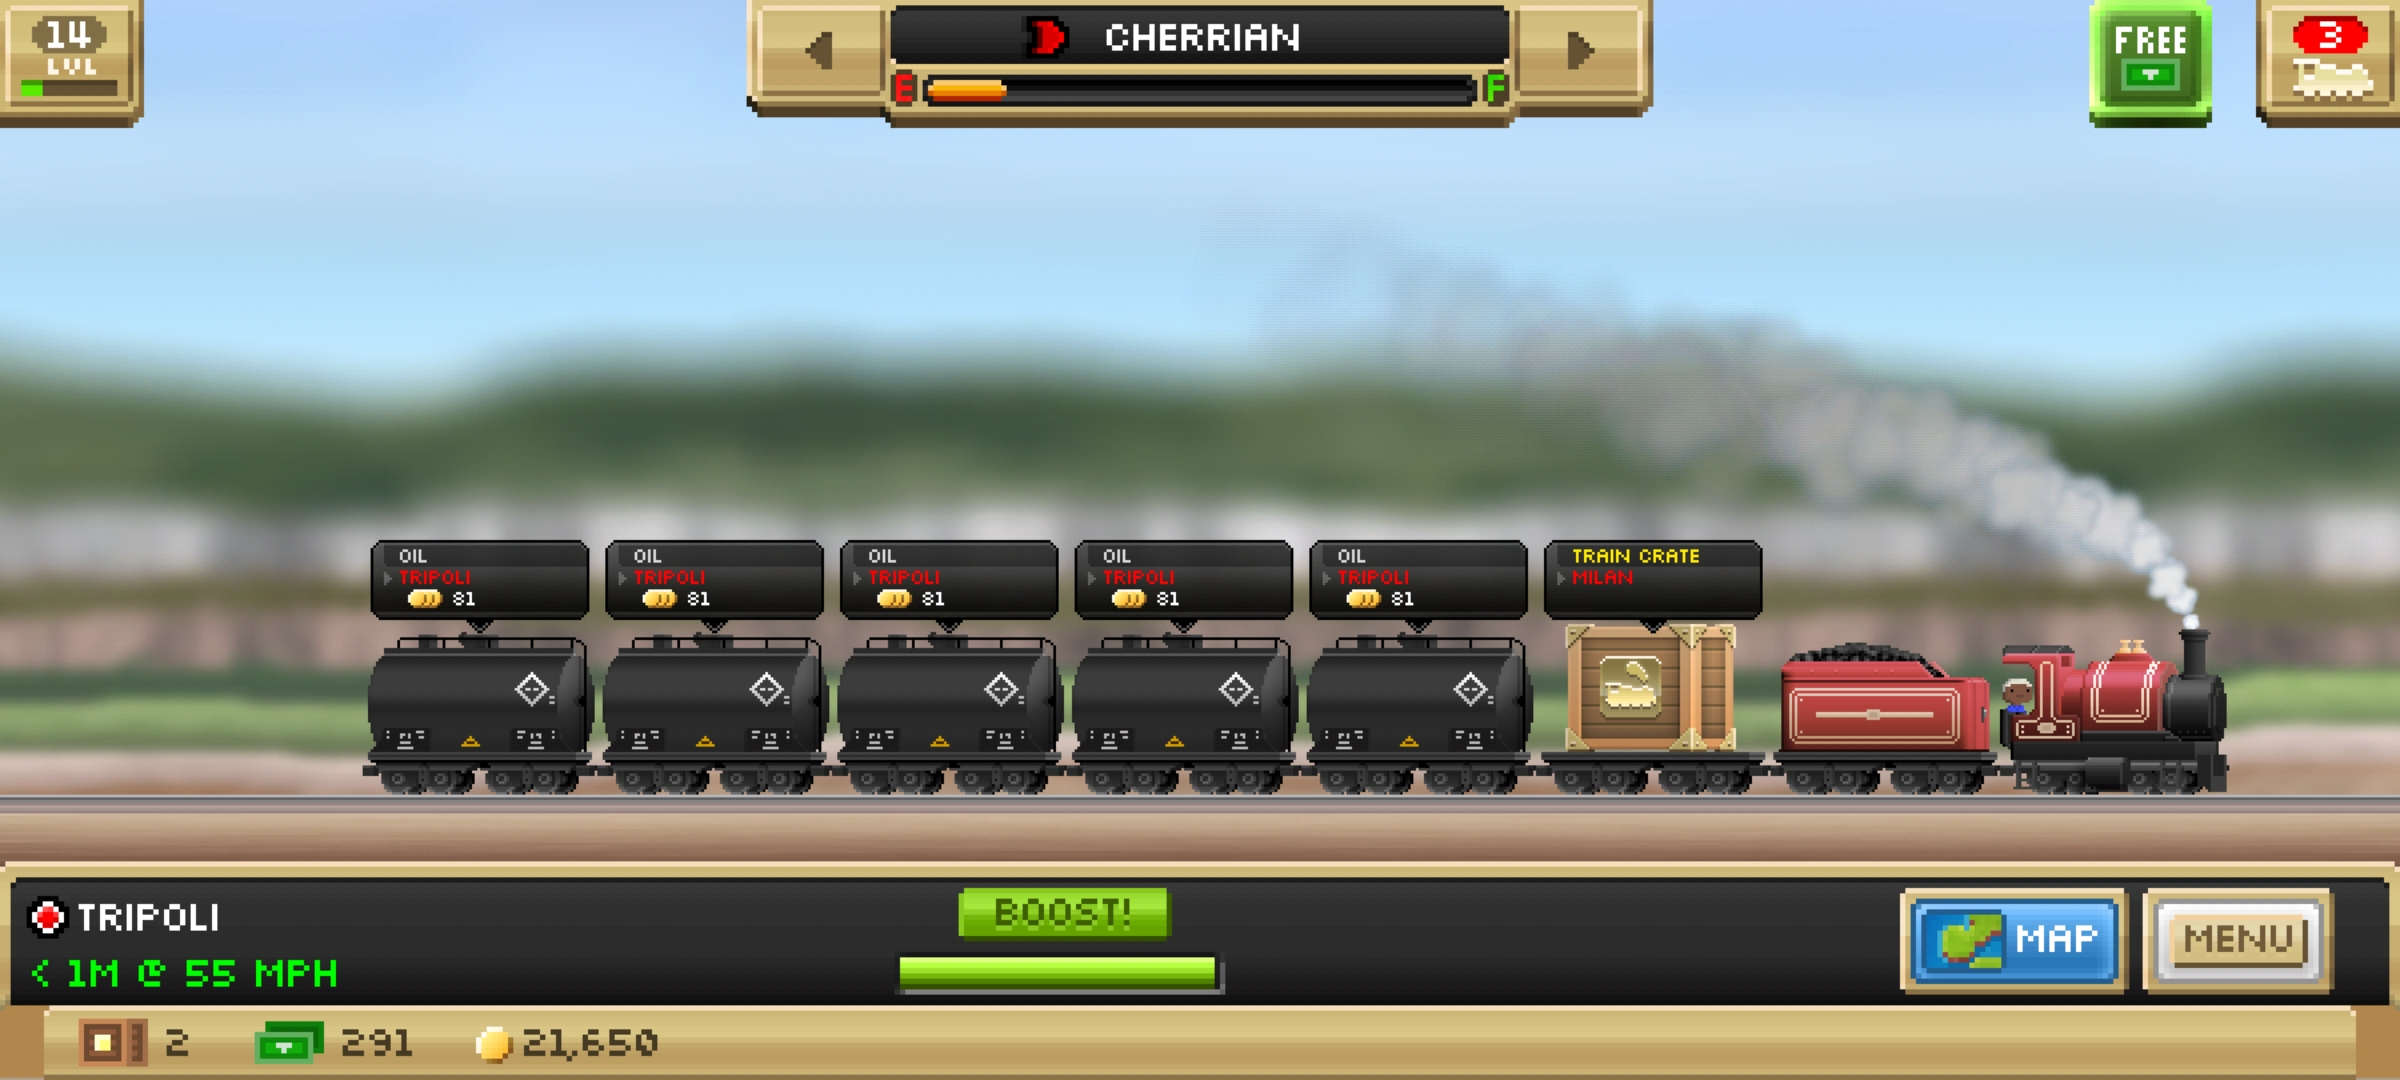 14
LVL
CHERRIAN
E F
FREE
3
OIL
TRIPOLI
81
OIL
TRIPOLI
81
OIL
TRIPOLI
81
OIL
TRIPOLI
81
OIL
TRIPOLI
81
TRAIN CRATE
MILAN
TRIPOLI
< 1M @ 55 MPH
BOOST!
MAP
MENU
2
291
21,650